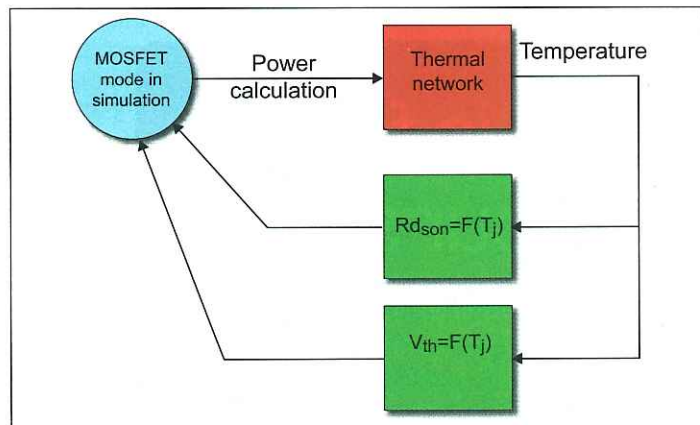 MOSFET
mode in
simulation
Power
calculation
Thermal
network
Temperature
Rdson=F(Tj)
Vth=F(Tj)